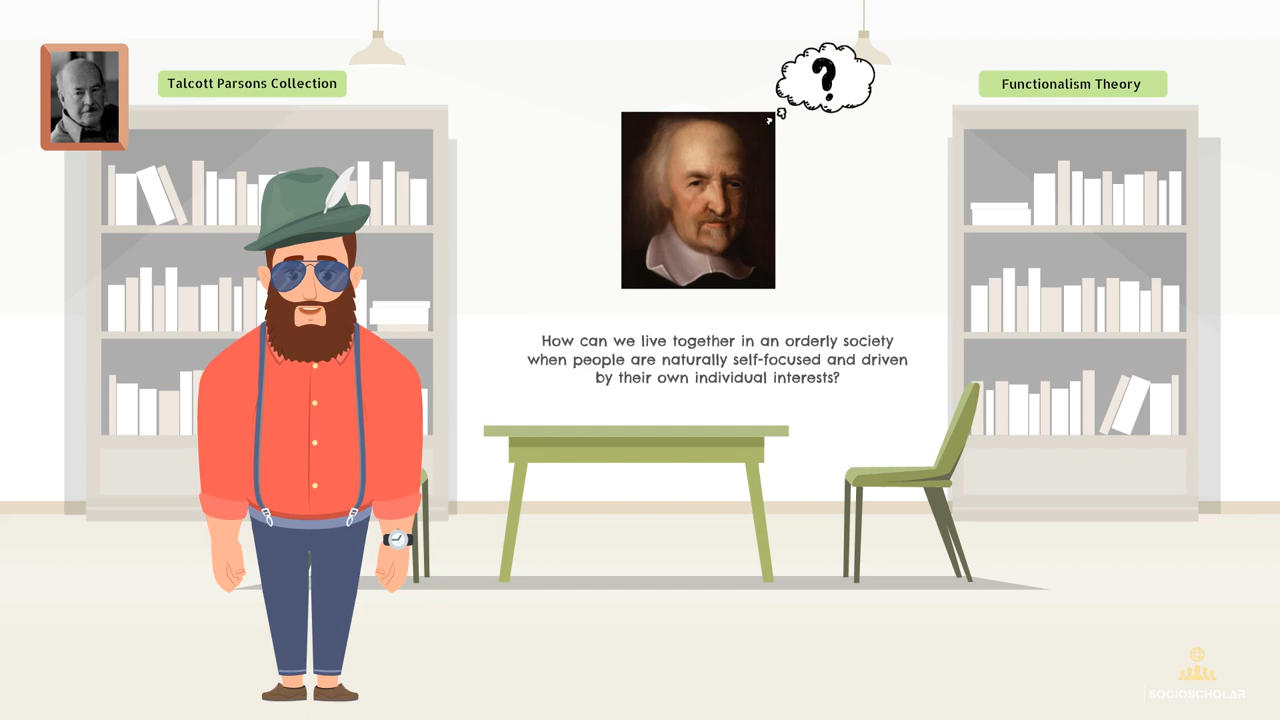 Talcott Parsons Collection
Functionalism Theory
?
How can we live together in an orderly society
when people are naturally self-focused and driven
by their own individual interests?
SOCIOSCHOLAR